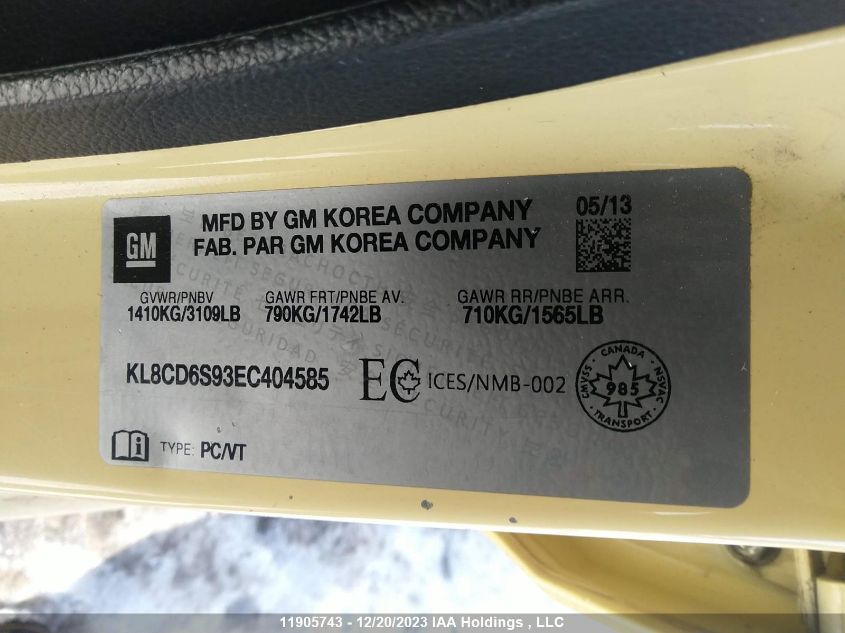 MFD BY GM KOREA COMPANY
FAB. PAR GM KOREA COMPANY
05/13
GM
GVWR/PNBV
1410KG/3109LB
GAWR FRT/PNBE AV.
790KG/1742LB
GAWR RR/PNBE ARR.
710KG/1565LB
KL8CD6S93EC404585
EC ICES/NMB-002
CANADA
CMVSS 985 NSVAC
TRANSPORT
TYPE: PC/VT
11905743 - 12/20/2023 IAA Holdings , LLC